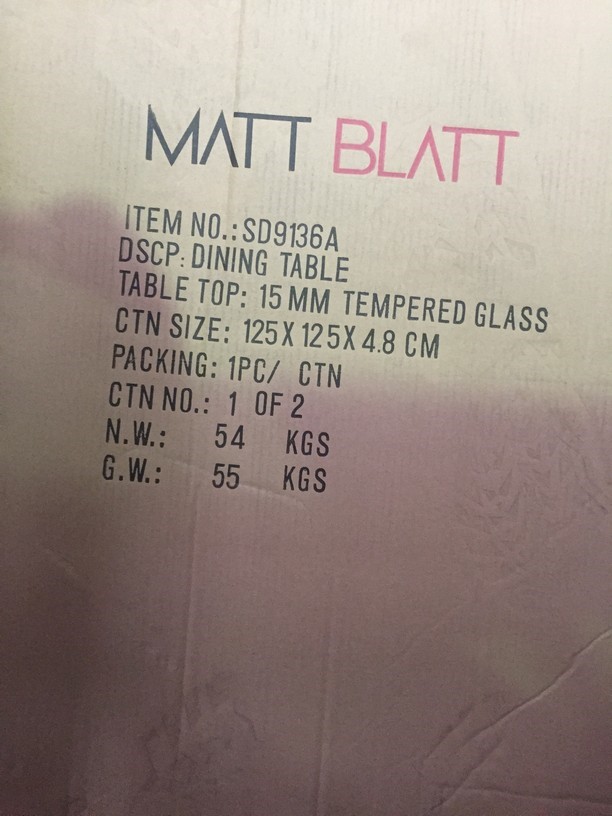 MATT BLATT
ITEM NO.: SD9136A
DSCP: DINING TABLE
TABLE TOP: 15 MM TEMPERED GLASS
CTN SIZE: 125 X 125 X 4.8 CM
PACKING: 1PC/ CTN
CTN NO.: 1 OF 2
N.W.: 54 KGS
G.W.: 55 KGS